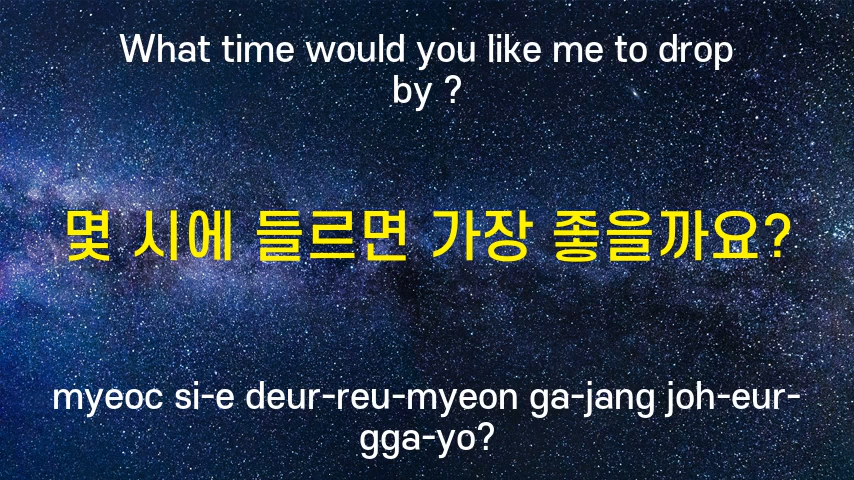 What time would you like me to drop
by ?
몇 시에 들르면 가장 좋을까요?
myeoc si-e deur-reu-myeon ga-jang joh-eur-
gga-yo?